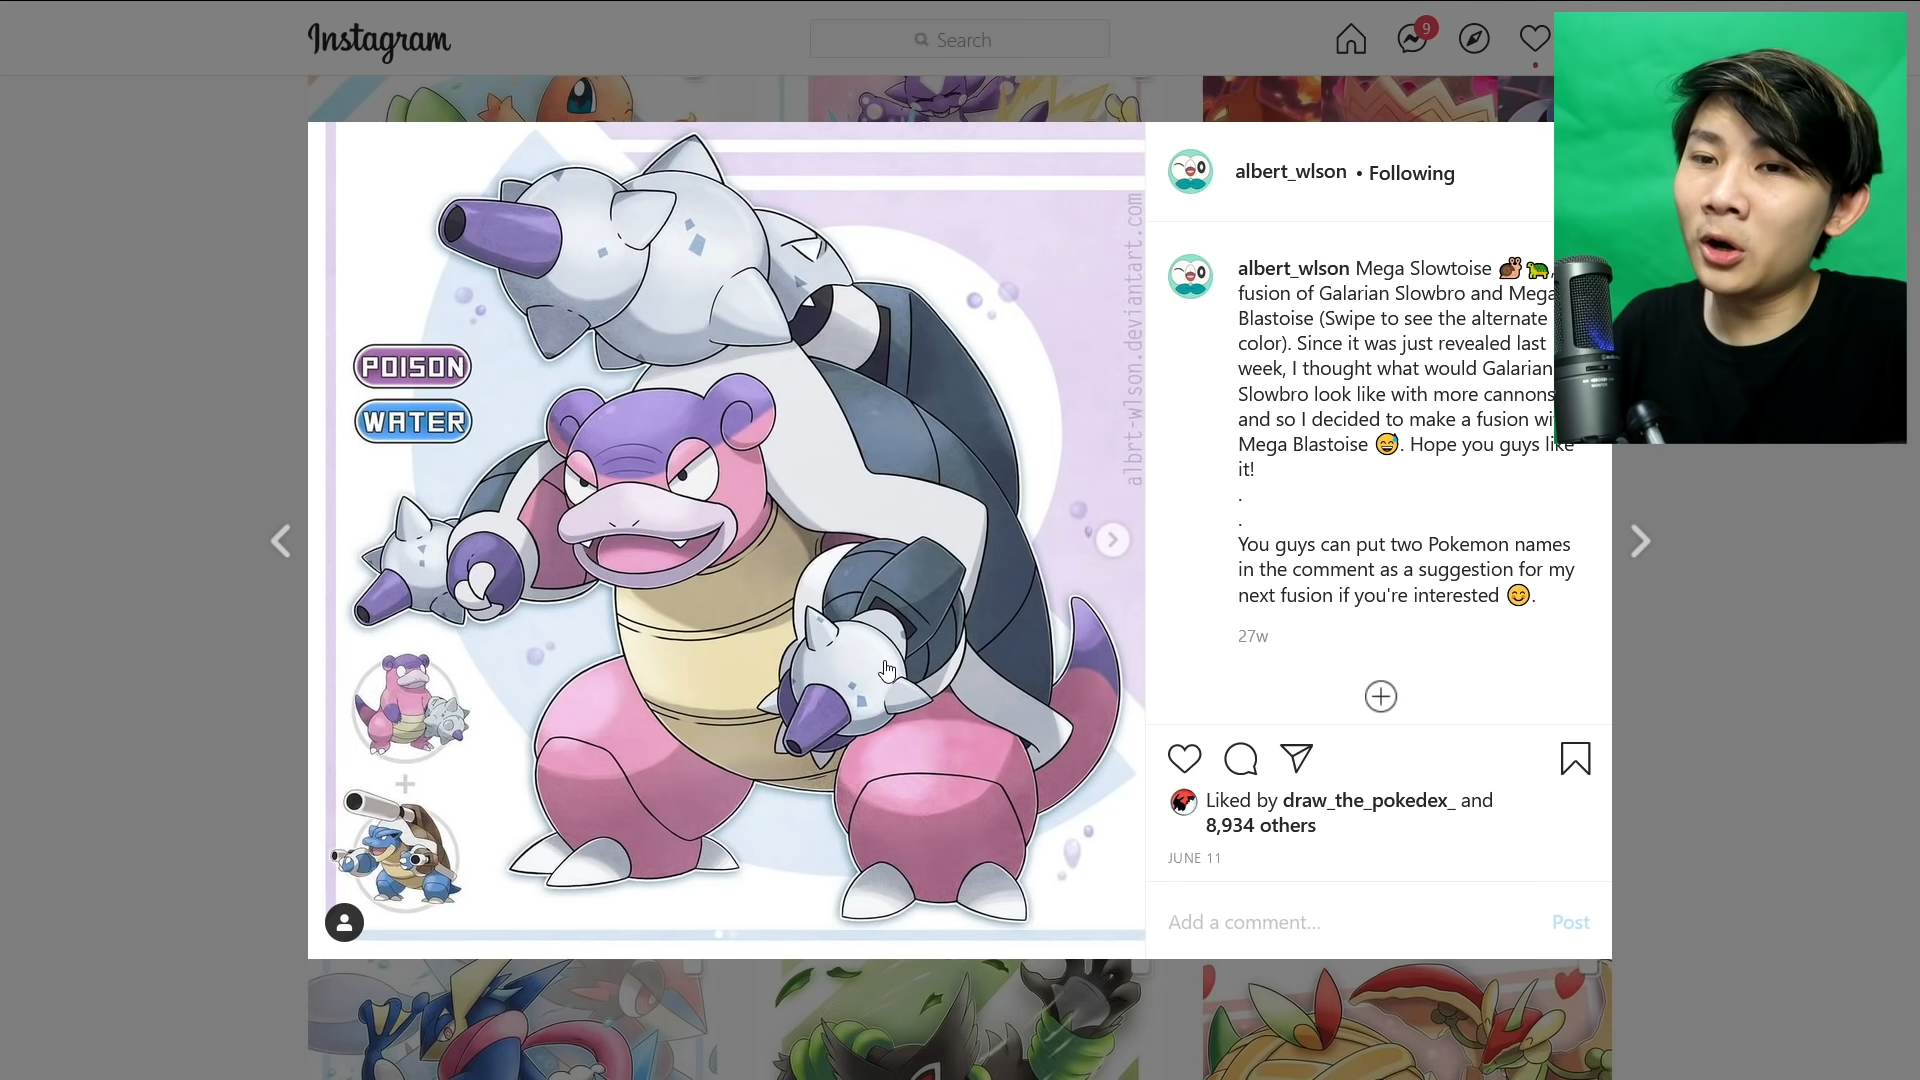 Instagram
Search
9
albert_wlson • Following
albert_wlson Mega Slowtoise 🐌🐢,
fusion of Galarian Slowbro and Mega
Blastoise (Swipe to see the alternate
color). Since it was just revealed last
week, I thought what would Galarian
Slowbro look like with more cannons
and so I decided to make a fusion wi
Mega Blastoise 😅. Hope you guys like
it!
.
.
You guys can put two Pokemon names
in the comment as a suggestion for my
next fusion if you're interested 😊.
27w
Liked by draw_the_pokedex_ and
8,934 others
JUNE 11
Add a comment...
Post
POISON
WATER
+
albrt-wlson.deviantart.com